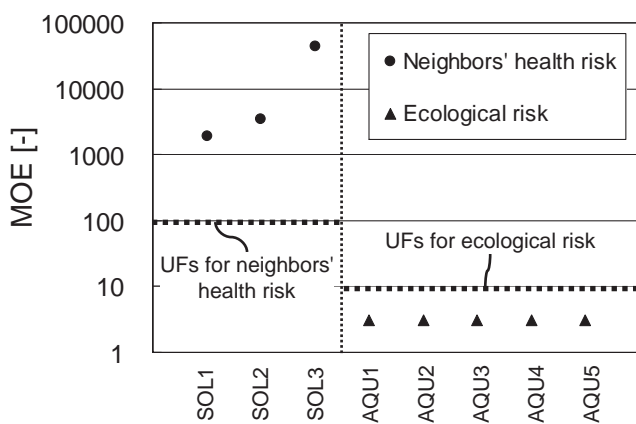 100000
10000
1000
100
10
1
MOE [-]
Neighbors' health risk
Ecological risk
UFs for neighbors'
health risk
UFs for ecological risk
SOL1
SOL2
SOL3
AQU1
AQU2
AQU3
AQU4
AQU5